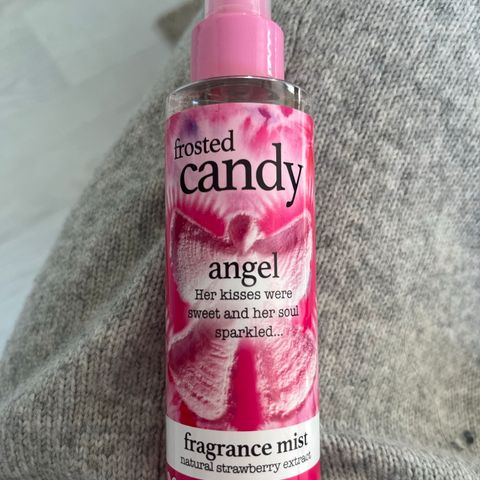 frosted
candy
angel
Her kisses were
sweet and her soul
sparkled...
fragrance mist
natural strawberry extract